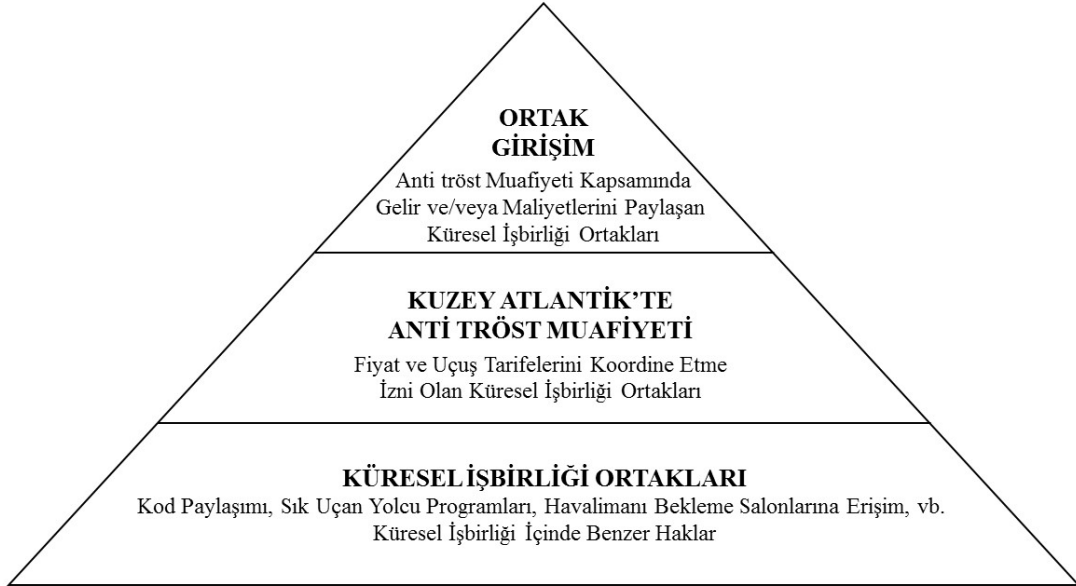 ORTAK
GİRİŞİM
Anti tröst Muafiyeti Kapsamında
Gelir ve/veya Maliyetlerini Paylaşan
Küresel İşbirliği Ortakları
KUZEY ATLANTİK’TE
ANTİ TRÖST MUAFİYETİ
Fiyat ve Uçuş Tarifelerini Koordine Etme
İzni Olan Küresel İşbirliği Ortakları
KÜRESEL İŞBİRLİĞİ ORTAKLARI
Kod Paylaşımı, Sık Uçan Yolcu Programları, Havalimanı Bekleme Salonlarına Erişim, vb.
Küresel İşbirliği İçinde Benzer Haklar